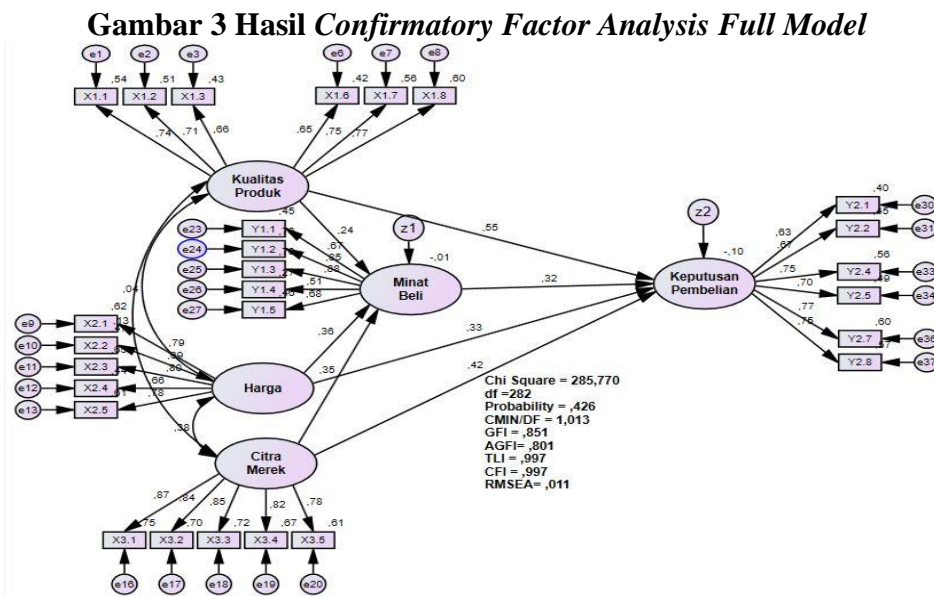 Gambar 3 Hasil Confirmatory Factor Analysis Full Model
e1 e2 e3 e6 e7 e8
,54 ,51 ,43 ,42 ,56 ,60
X1.1 X1.2 X1.3 X1.6 X1.7 X1.8
,74 ,71 ,66 ,65 ,75 ,77
Kualitas
Produk
e23 Y1.1 ,45
e24 Y1.2
e25 Y1.3
e26 Y1.4
e27 Y1.5
,67
,85
,88
,51
,68
,24
z1
-,01
Minat
Beli
,55
,32
,33
,42
,36
,35
z2
-,10
Keputusan
Pembelian
,63
,67
,75
,70
,77
,75
,40
Y2.1 e30
Y2.2 e31
,56
Y2.4 e33
Y2.5 e34
,60
Y2.7 e36
Y2.8 e37
,04
,38
,62
e9 X2.1
e10 X2.2
e11 X2.3
e12 X2.4
e13 X2.5
,61
,79
,66
,78
Harga
Citra
Merek
,87 ,84 ,85 ,82 ,78
,75 ,70 ,72 ,67 ,61
X3.1 X3.2 X3.3 X3.4 X3.5
e16 e17 e18 e19 e20
Chi Square = 285,770
df =282
Probability = ,426
CMIN/DF = 1,013
GFI = ,851
AGFI= ,801
TLI = ,997
CFI = ,997
RMSEA= ,011